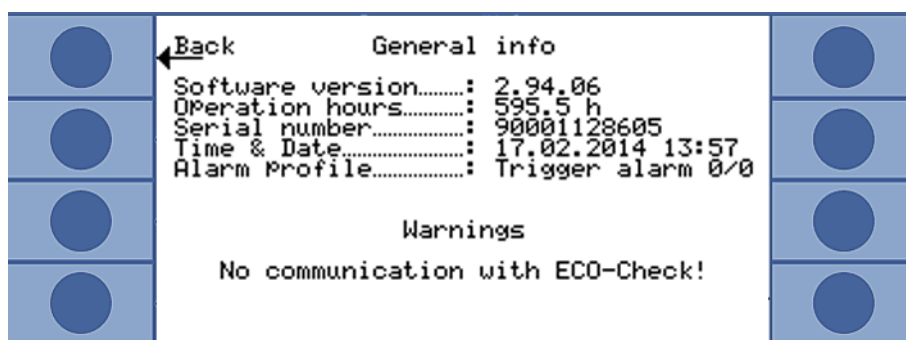 Back General info
Software version........: 2.94.06
Operation hours.........: 595.5 h
Serial number...........: 90001128605
Time & Date.............: 17.02.2014 13:57
Alarm Profile...........: Trigger alarm 0/0
Warnings
No communication with ECO-Check!